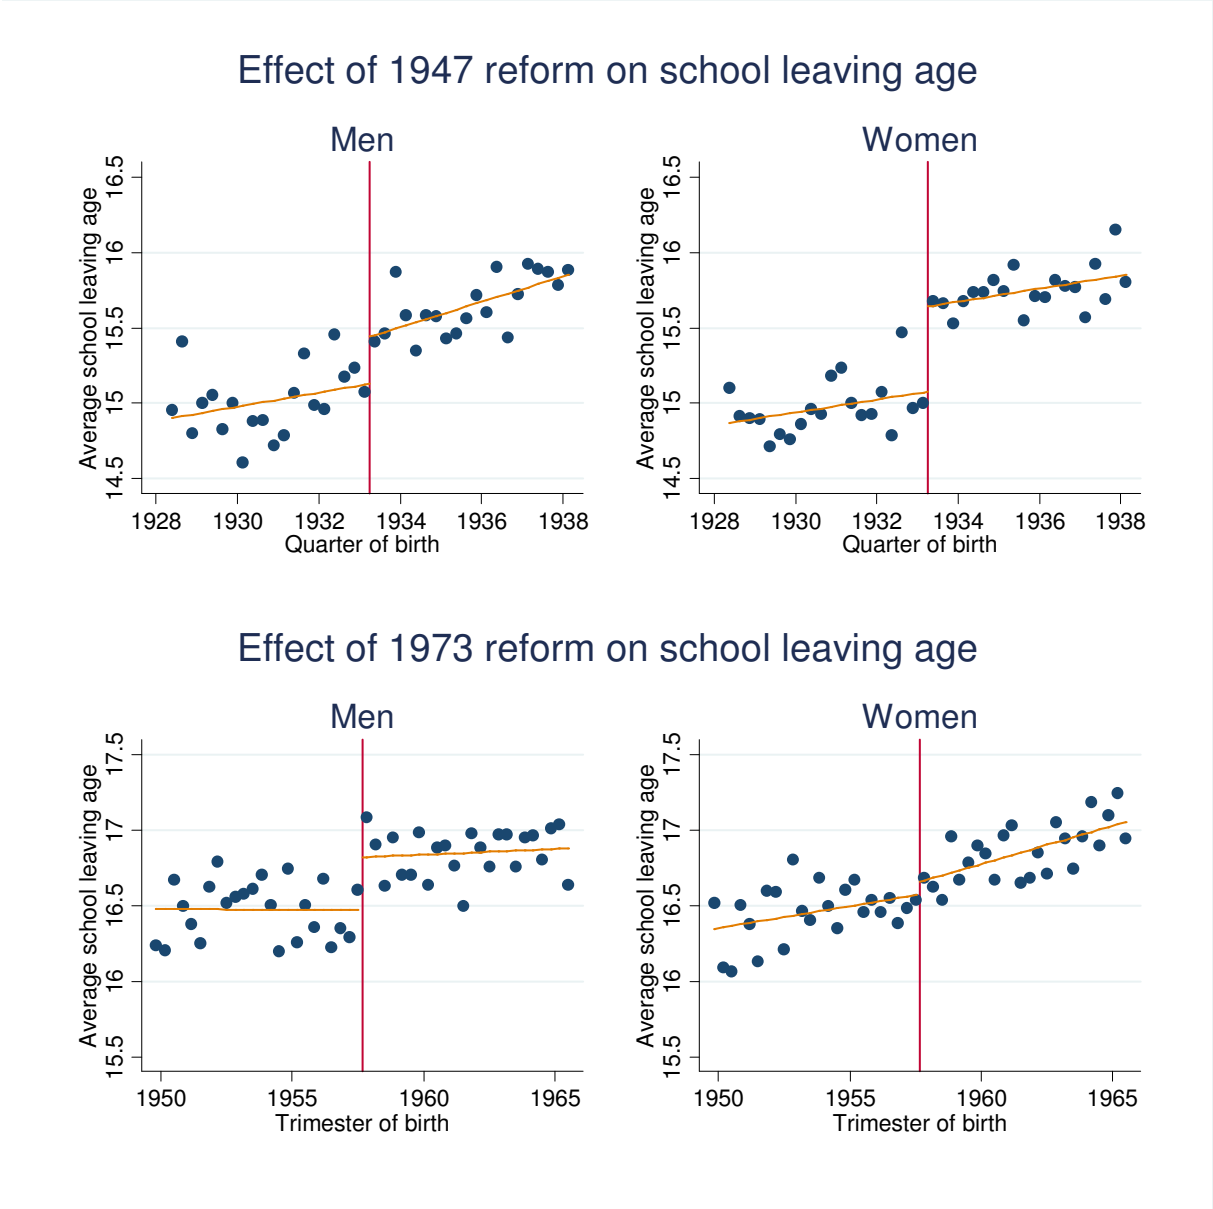 Effect of 1947 reform on school leaving age
Men
Average school leaving age
16.5
16
15.5
15
14.5
1928 1930 1932 1934 1936 1938
Quarter of birth
Women
Average school leaving age
16.5
16
15.5
15
14.5
1928 1930 1932 1934 1936 1938
Quarter of birth
Effect of 1973 reform on school leaving age
Men
Average school leaving age
17.5
17
16.5
16
15.5
1950 1955 1960 1965
Trimester of birth
Women
Average school leaving age
17.5
17
16.5
16
15.5
1950 1955 1960 1965
Trimester of birth